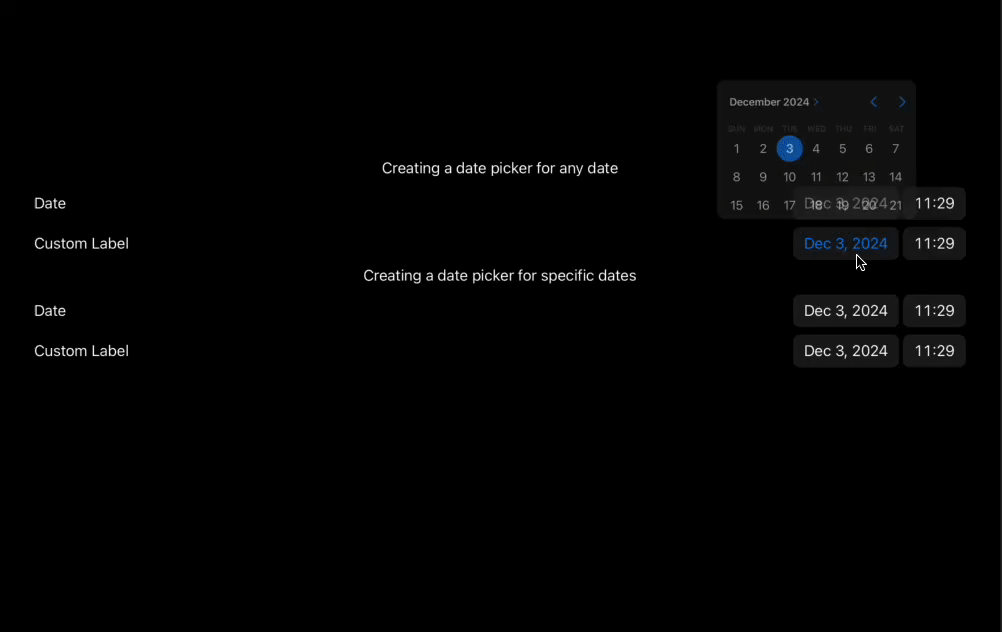 December 2024
SUN MON TUE WED THU FRI SAT
1 2 3 4 5 6 7
Creating a date picker for any date
8 9 10 11 12 13 14
Date
15 16 17 18 19 20 21
Dec 3, 2024 11:29
Custom Label Dec 3, 2024 11:29
Creating a date picker for specific dates
Date Dec 3, 2024 11:29
Custom Label Dec 3, 2024 11:29